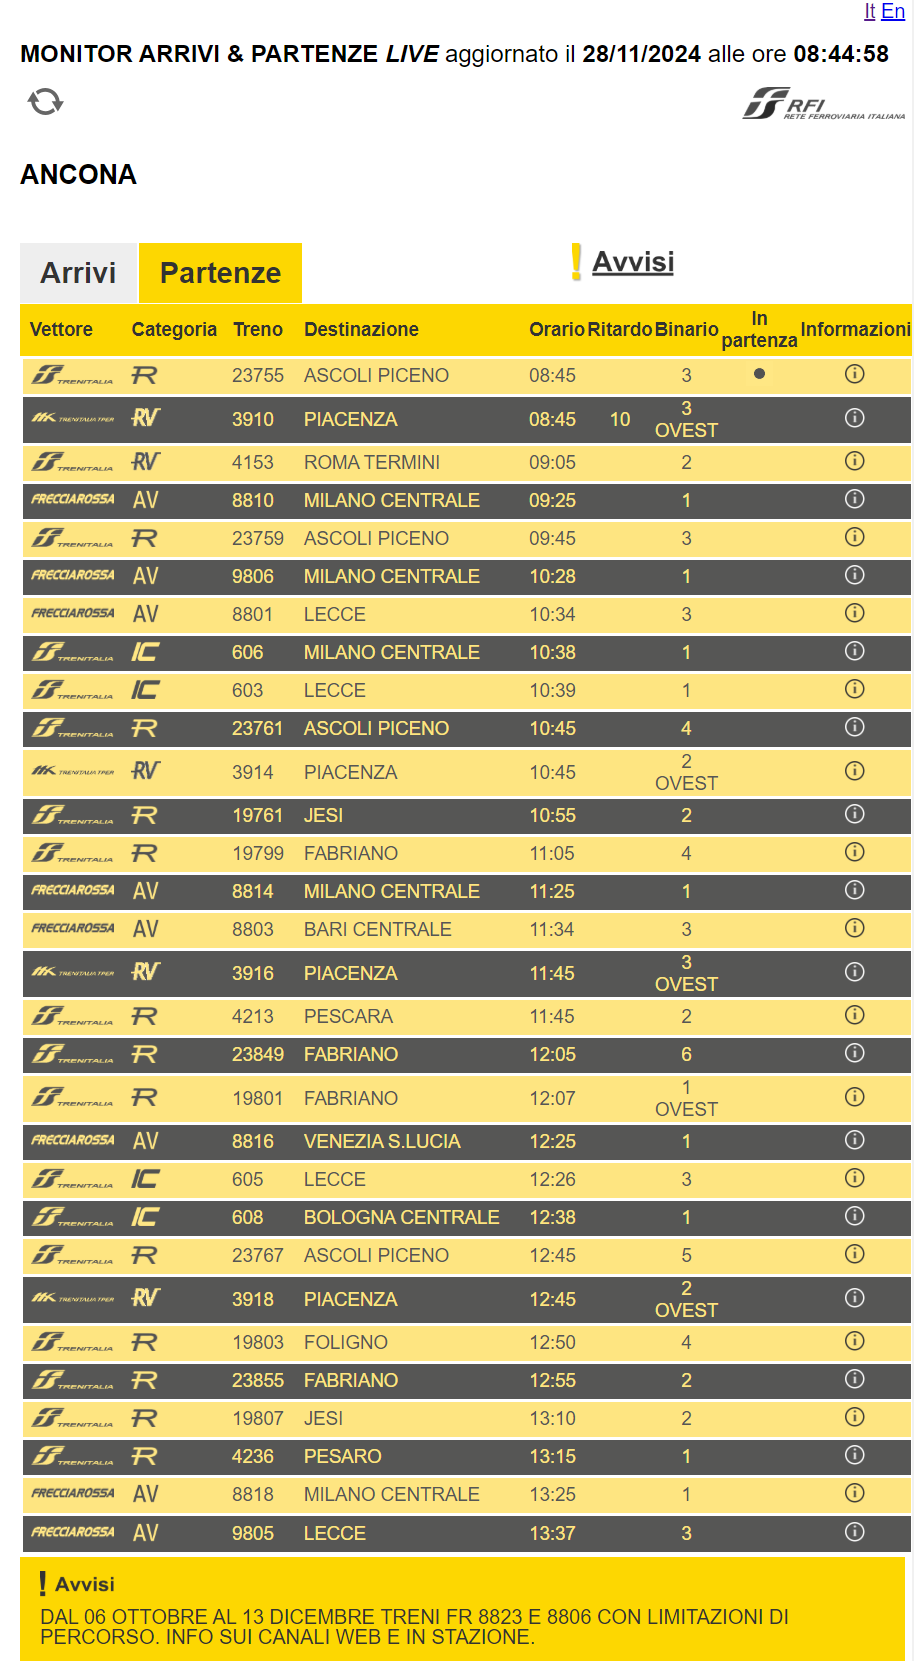 It En
MONITOR ARRIVI & PARTENZE LIVE aggiornato il 28/11/2024 alle ore 08:44:58
RFI
RETE FERROVIARIA ITALIANA
ANCONA
Arrivi Partenze ! Avvisi
Vettore Categoria Treno Destinazione Orario Ritardo Binario In partenza Informazioni
TRENITALIA R 23755 ASCOLI PICENO 08:45 3
TRENITALIA TPER RV 3910 PIACENZA 08:45 10 3 OVEST
TRENITALIA RV 4153 ROMA TERMINI 09:05 2
FRECCIAROSSA AV 8810 MILANO CENTRALE 09:25 1
TRENITALIA R 23759 ASCOLI PICENO 09:45 3
FRECCIAROSSA AV 9806 MILANO CENTRALE 10:28 1
FRECCIAROSSA AV 8801 LECCE 10:34 3
TRENITALIA IC 606 MILANO CENTRALE 10:38 1
TRENITALIA IC 603 LECCE 10:39 1
TRENITALIA R 23761 ASCOLI PICENO 10:45 4
TRENITALIA TPER RV 3914 PIACENZA 10:45 2 OVEST
TRENITALIA R 19761 JESI 10:55 2
TRENITALIA R 19799 FABRIANO 11:05 4
FRECCIAROSSA AV 8814 MILANO CENTRALE 11:25 1
FRECCIAROSSA AV 8803 BARI CENTRALE 11:34 3
TRENITALIA TPER RV 3916 PIACENZA 11:45 3 OVEST
TRENITALIA R 4213 PESCARA 11:45 2
TRENITALIA R 23849 FABRIANO 12:05 6
TRENITALIA R 19801 FABRIANO 12:07 1 OVEST
FRECCIAROSSA AV 8816 VENEZIA S.LUCIA 12:25 1
TRENITALIA IC 605 LECCE 12:26 3
TRENITALIA IC 608 BOLOGNA CENTRALE 12:38 1
TRENITALIA R 23767 ASCOLI PICENO 12:45 5
TRENITALIA TPER RV 3918 PIACENZA 12:45 2 OVEST
TRENITALIA R 19803 FOLIGNO 12:50 4
TRENITALIA R 23855 FABRIANO 12:55 2
TRENITALIA R 19807 JESI 13:10 2
TRENITALIA R 4236 PESARO 13:15 1
FRECCIAROSSA AV 8818 MILANO CENTRALE 13:25 1
FRECCIAROSSA AV 9805 LECCE 13:37 3
! Avvisi
DAL 06 OTTOBRE AL 13 DICEMBRE TRENI FR 8823 E 8806 CON LIMITAZIONI DI
PERCORSO. INFO SUI CANALI WEB E IN STAZIONE.